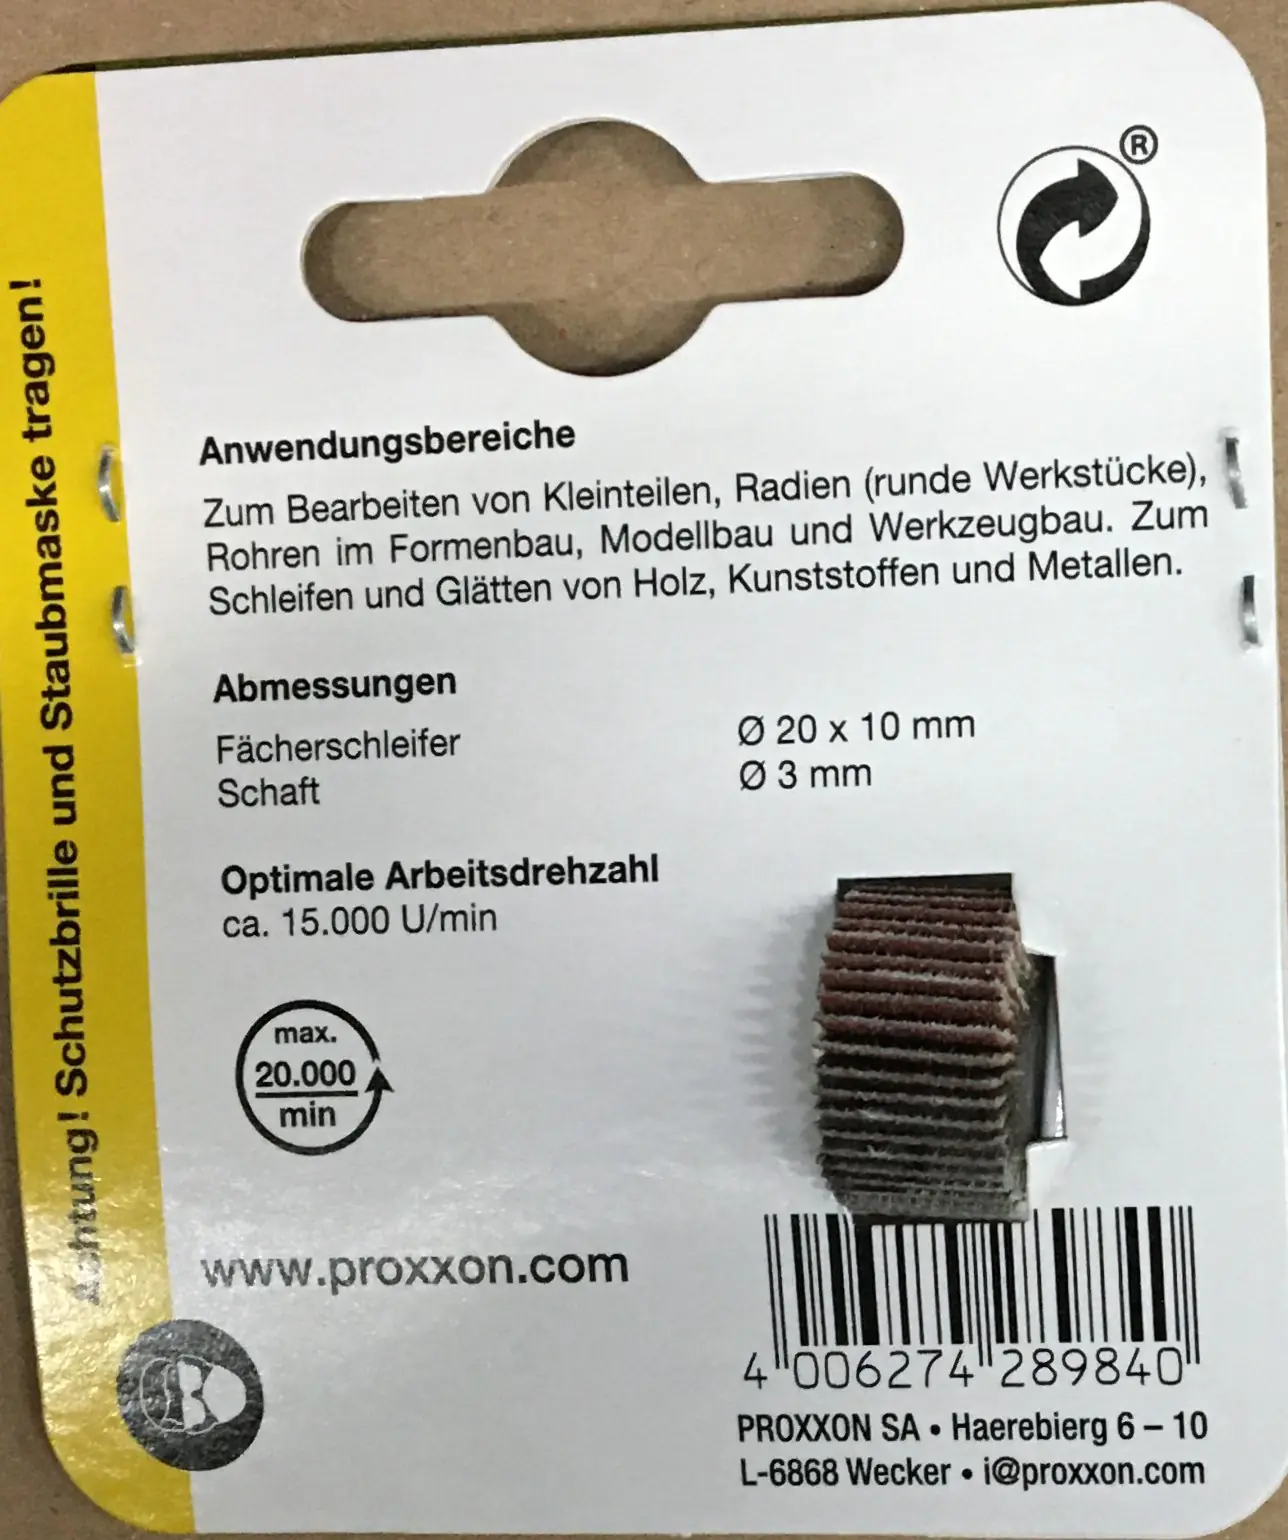 ®
Achtung! Schutzbrille und Staubmaske tragen!
Anwendungsbereiche
Zum Bearbeiten von Kleinteilen, Radien (runde Werkstücke),
Rohren im Formenbau, Modellbau und Werkzeugbau. Zum
Schleifen und Glätten von Holz, Kunststoffen und Metallen.
Abmessungen
Fächerschleifer Ø 20 x 10 mm
Schaft Ø 3 mm
Optimale Arbeitsdrehzahl
ca. 15.000 U/min
max.
20.000
min
www.proxxon.com
4 006274 289840
PROXXON SA • Haerebierg 6 – 10
L-6868 Wecker • i@proxxon.com